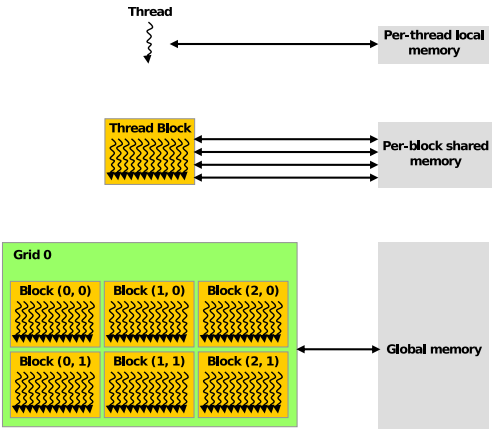 Thread
Per-thread local
memory
Thread Block
Per-block shared
memory
Grid 0
Block (0, 0)
Block (1, 0)
Block (2, 0)
Block (0, 1)
Block (1, 1)
Block (2, 1)
Global memory